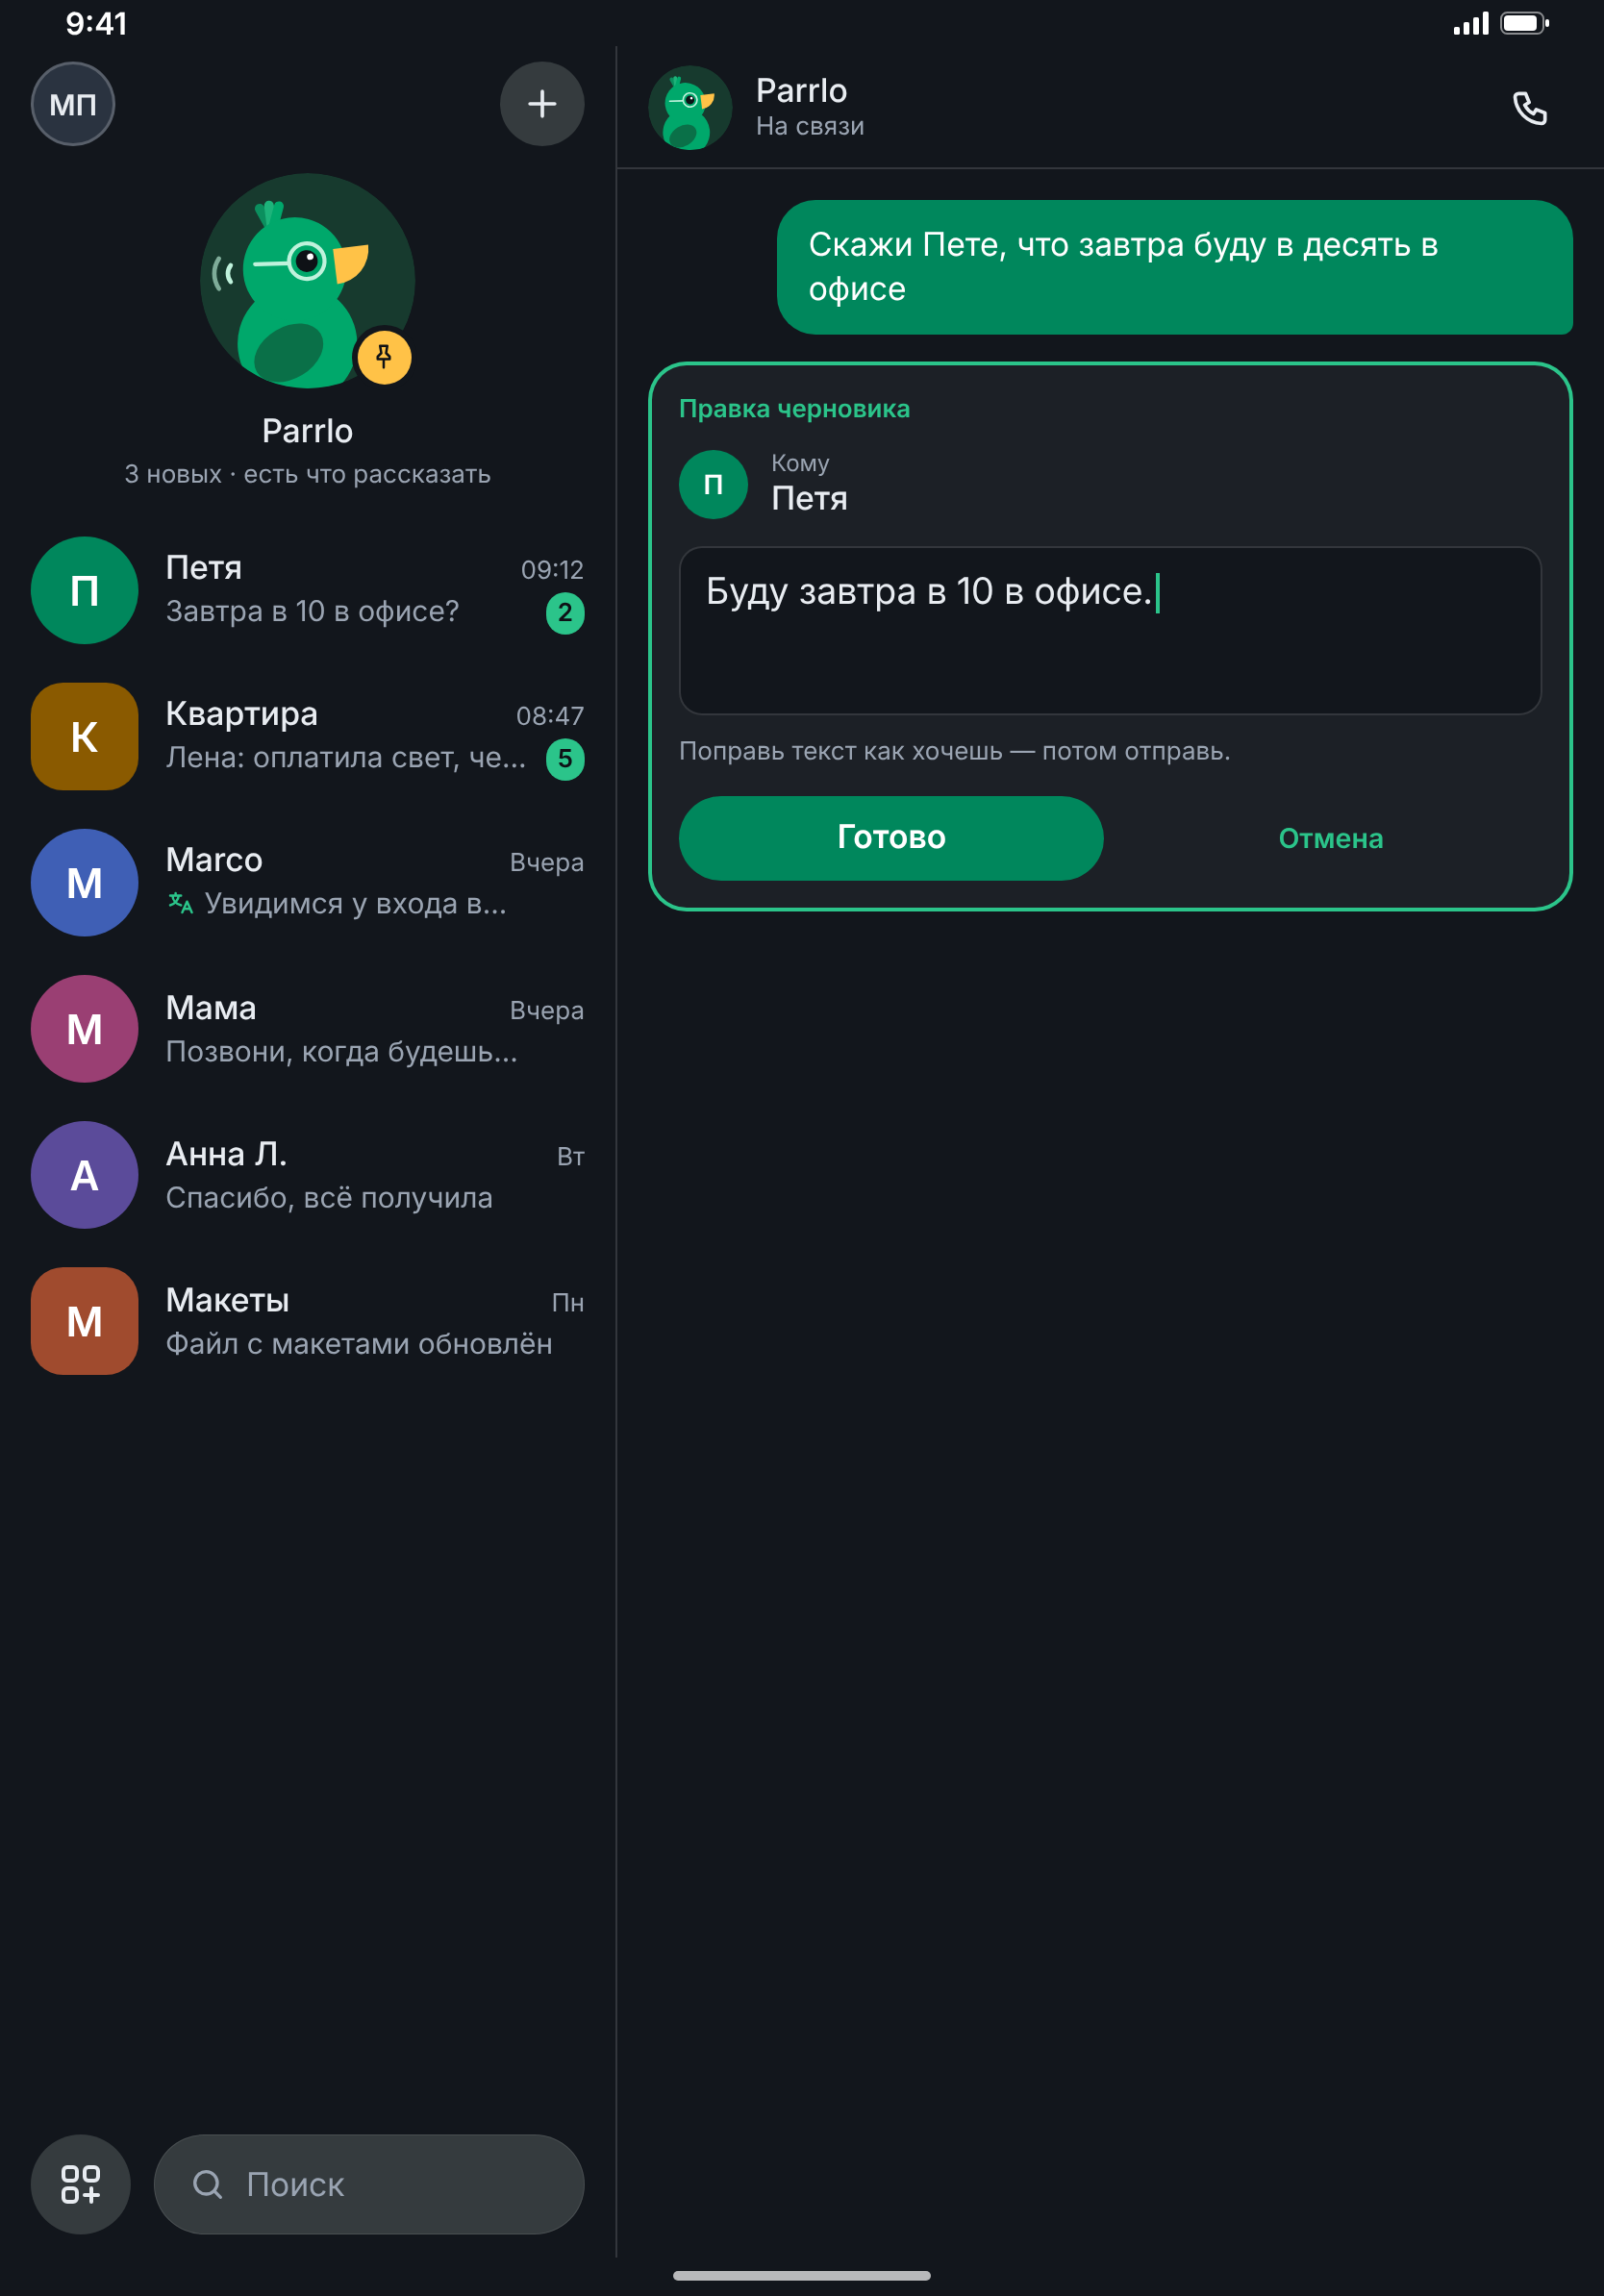 9:41
МП
Parrlo
3 новых · есть что рассказать
П
Петя
09:12
Завтра в 10 в офисе?
2
К
Квартира
08:47
Лена: оплатила свет, че...
5
M
Marco
Вчера
Увидимся у входа в...
М
Мама
Вчера
Позвони, когда будешь...
А
Анна Л.
Вт
Спасибо, всё получила
М
Макеты
Пн
Файл с макетами обновлён
Поиск
Parrlo
На связи
Скажи Пете, что завтра буду в десять в
офисе
Правка черновика
П
Кому
Петя
Буду завтра в 10 в офисе.
Поправь текст как хочешь — потом отправь.
Готово
Отмена